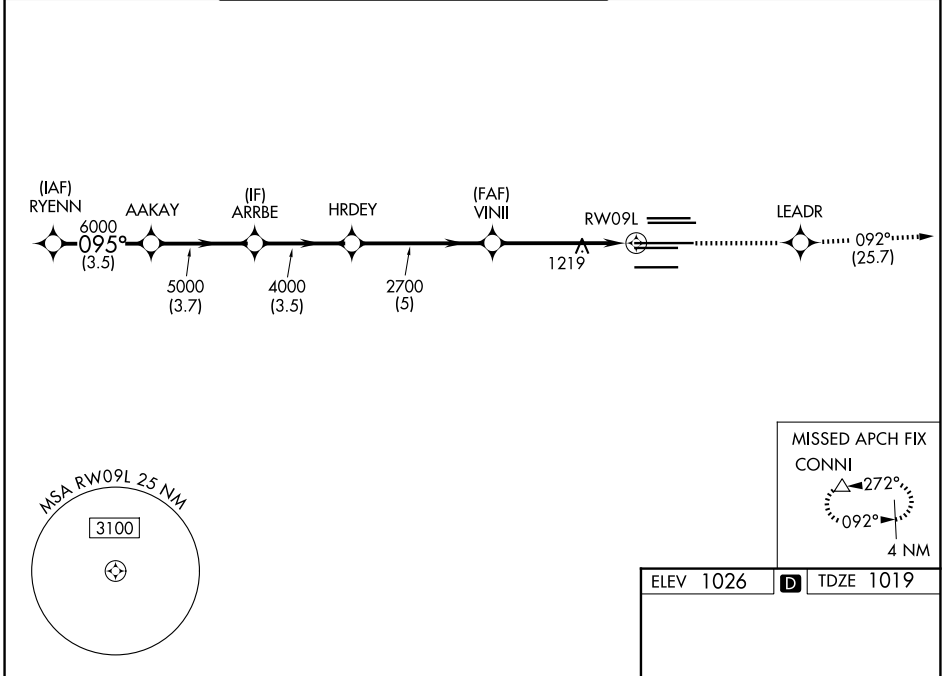 (IAF)
RYENN
6000
095°
(3.5)
AAKAY
5000
(3.7)
(IF)
ARRBE
4000
(3.5)
HRDEY
2700
(5)
(FAF)
VINII
1219
RW09L
LEADR
092°
(25.7)
MSA RW09L 25 NM
3100
MISSED APCH FIX
CONNI
272°
092°
4 NM
ELEV 1026 D TDZE 1019